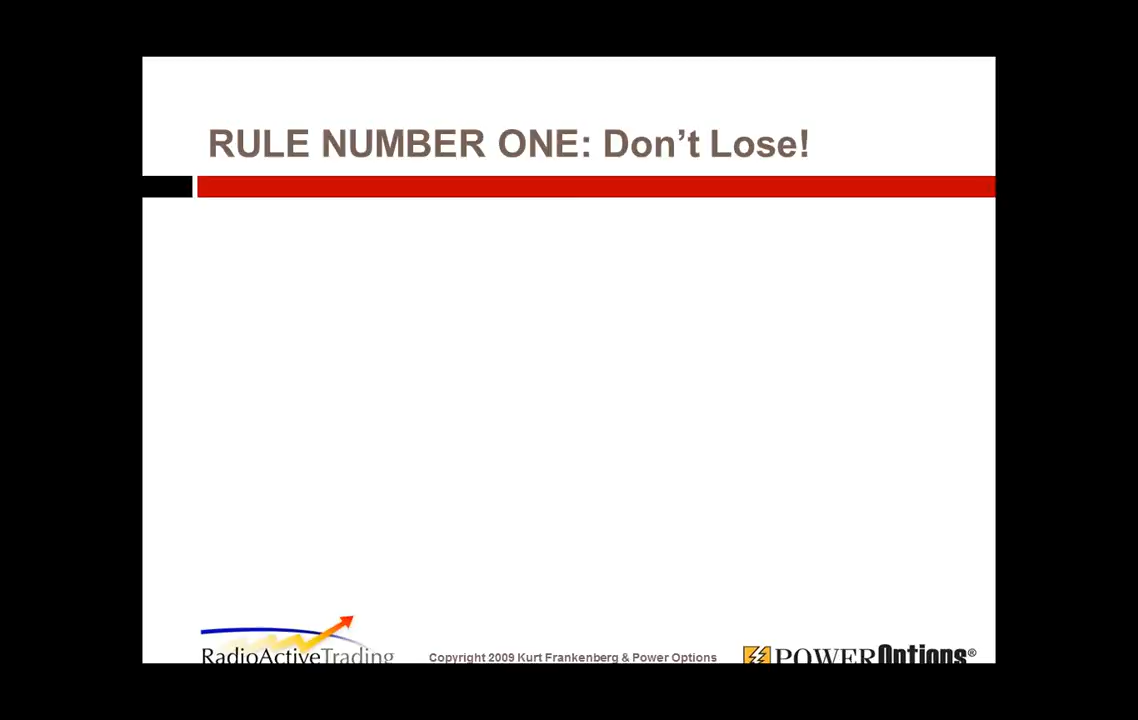 RULE NUMBER ONE: Don’t Lose!
RadioActiveTrading Copyright 2009 Kurt Frankenberg & Power Options POWEROptions®